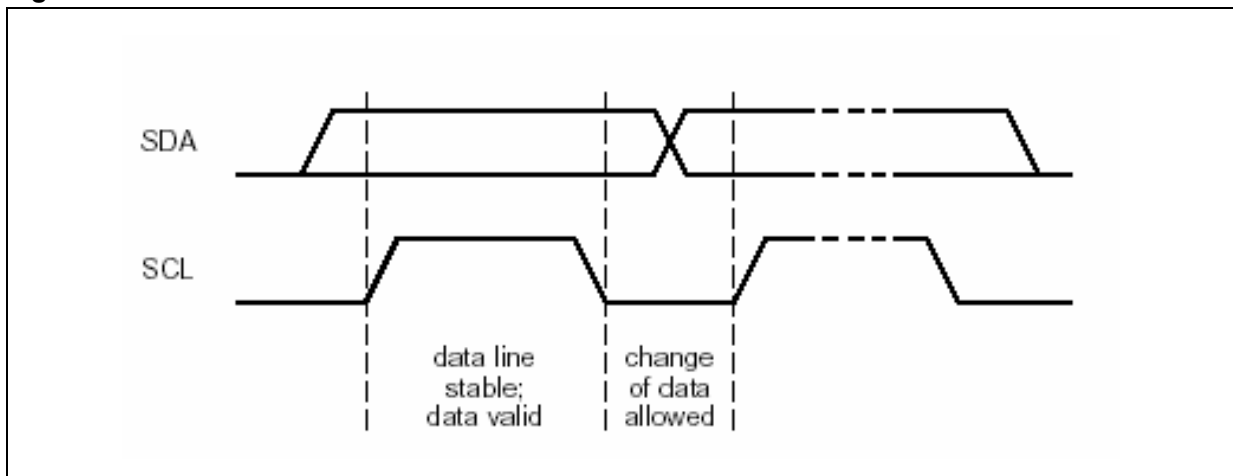 SDA
SCL
data line
stable;
data valid
change
of data
allowed